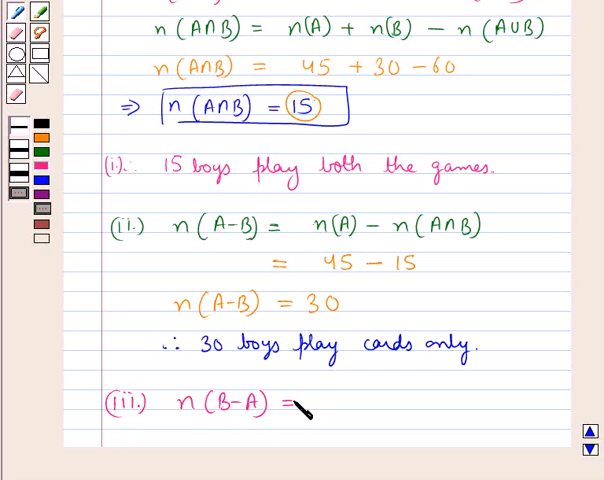 n (A∩B) = n(A) + n(B) - n (A∪B)
n (A∩B) = 45 + 30 - 60
⇒ n (A∩B) = 15
(i).∴ 15 boys play both the games.
(ii.) n (A-B) = n(A) - n (A∩B)
= 45 - 15
n (A-B) = 30
∴ 30 boys play cards only.
(iii.) n (B-A) =